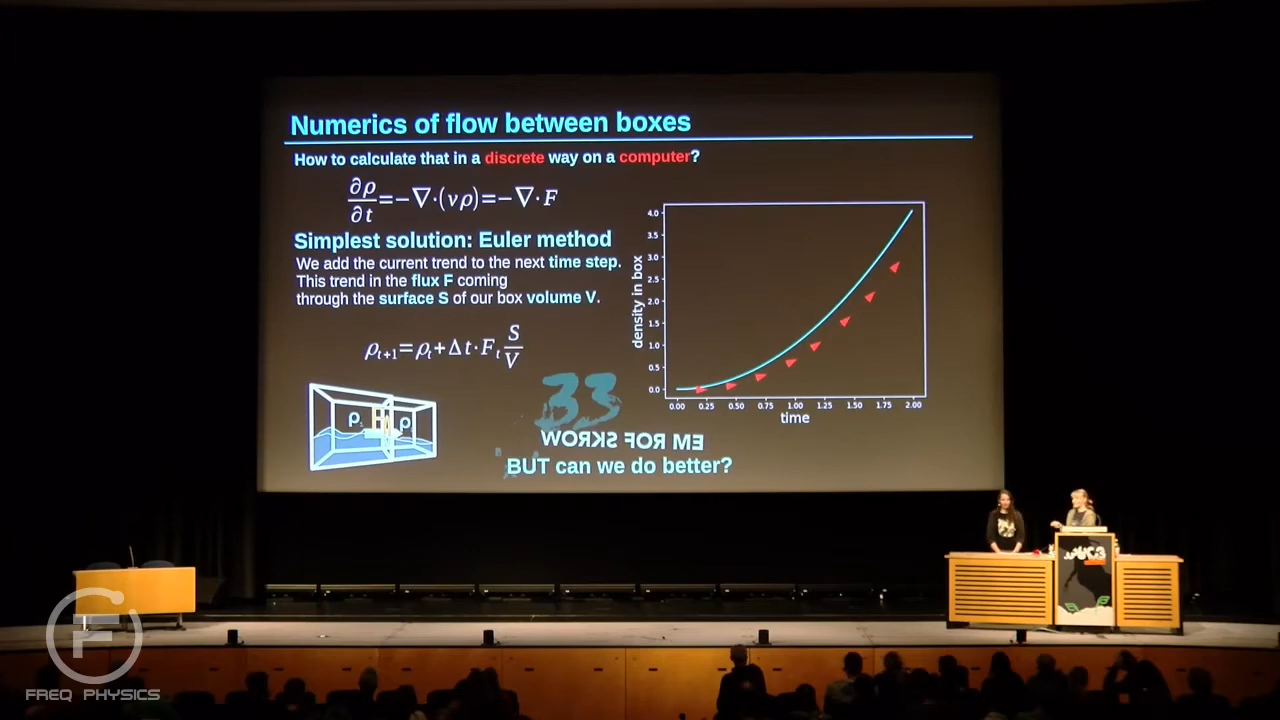 Numerics of flow between boxes
How to calculate that in a discrete way on a computer?
∂ρ/∂t=−∇·(vρ)=−∇·F
Simplest solution: Euler method
We add the current trend to the next time step.
This trend in the flux F coming
through the surface S of our box volume V.
ρt+1=ρt+Δt·Ft S/V
ρ ρ
33
WORKS FOR ME
BUT can we do better?
density in box
4.0
3.5
3.0
2.5
2.0
1.5
1.0
0.5
0.0
0.00 0.25 0.50 0.75 1.00 1.25 1.50 1.75 2.00
time
F
FREQ PHYSICS